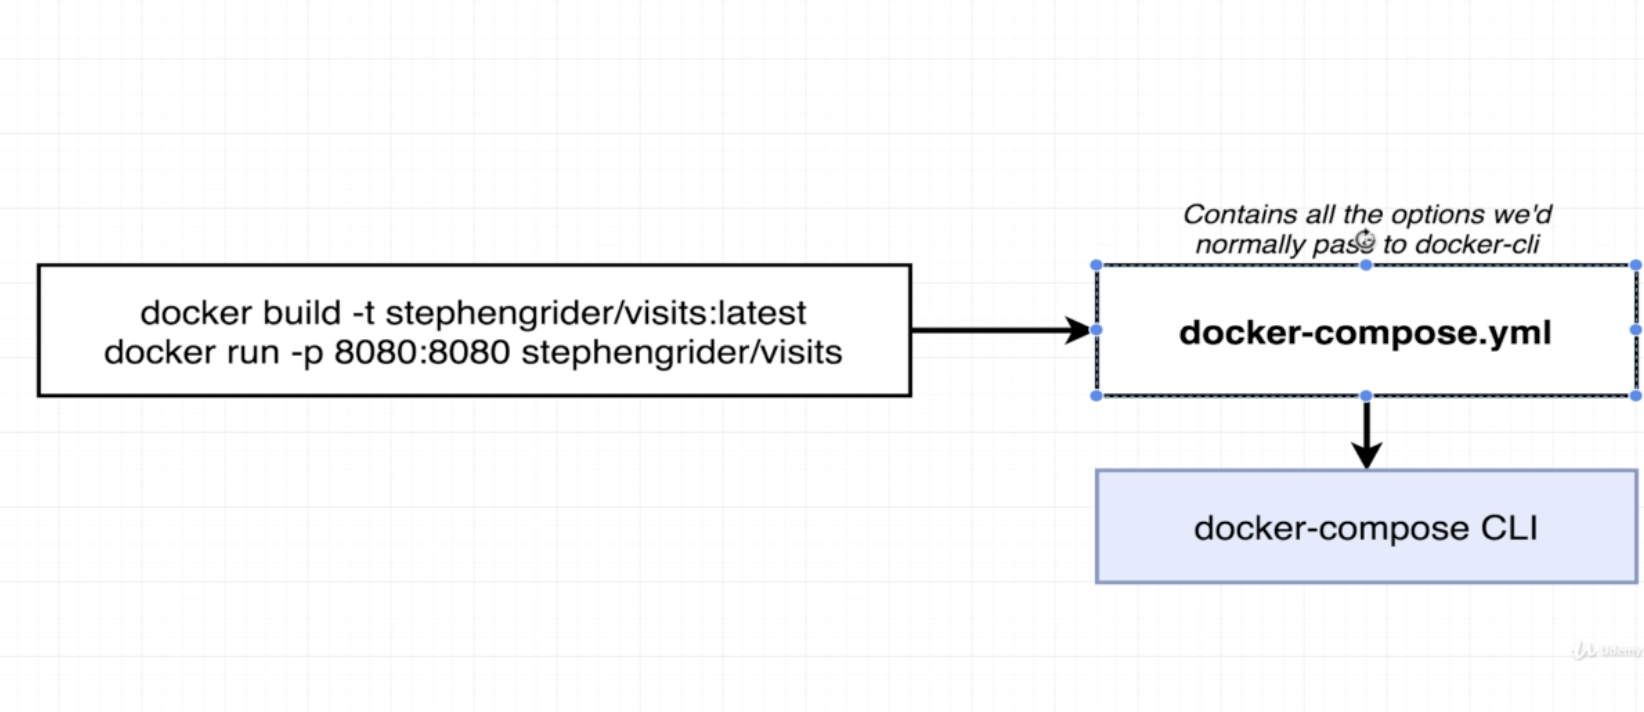 Contains all the options we'd
normally pass to docker-cli
docker build -t stephengrider/visits:latest
docker run -p 8080:8080 stephengrider/visits
docker-compose.yml
docker-compose CLI
Udemy